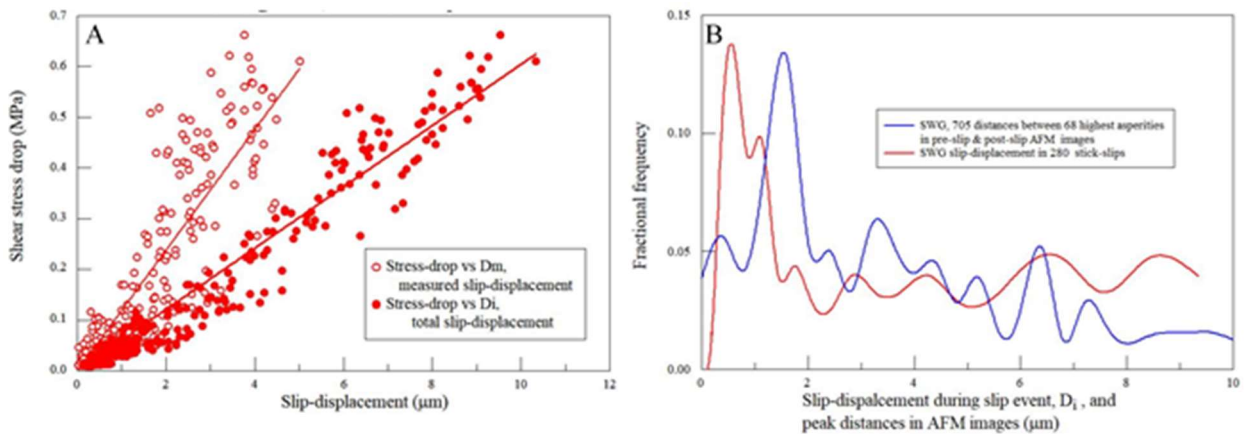 A
0.7
0.6
0.5
0.4
0.3
0.2
0.1
0
Shear stress drop (MPa)
0
2
4
6
8
10
12
Slip-displacement (μm)
Stress-drop vs Dm,
measured slip-displacement
Stress-drop vs Di,
total slip-displacement
B
0.15
0.10
0.05
0.00
Fractional frequency
0
2
4
6
8
10
Slip-dispalcement during slip event, Di , and
peak distances in AFM images (μm)
SWG, 705 distances between 68 highest asperities
in pre-slip & post-slip AFM images
SWG slip-displacement in 280 stick-slips